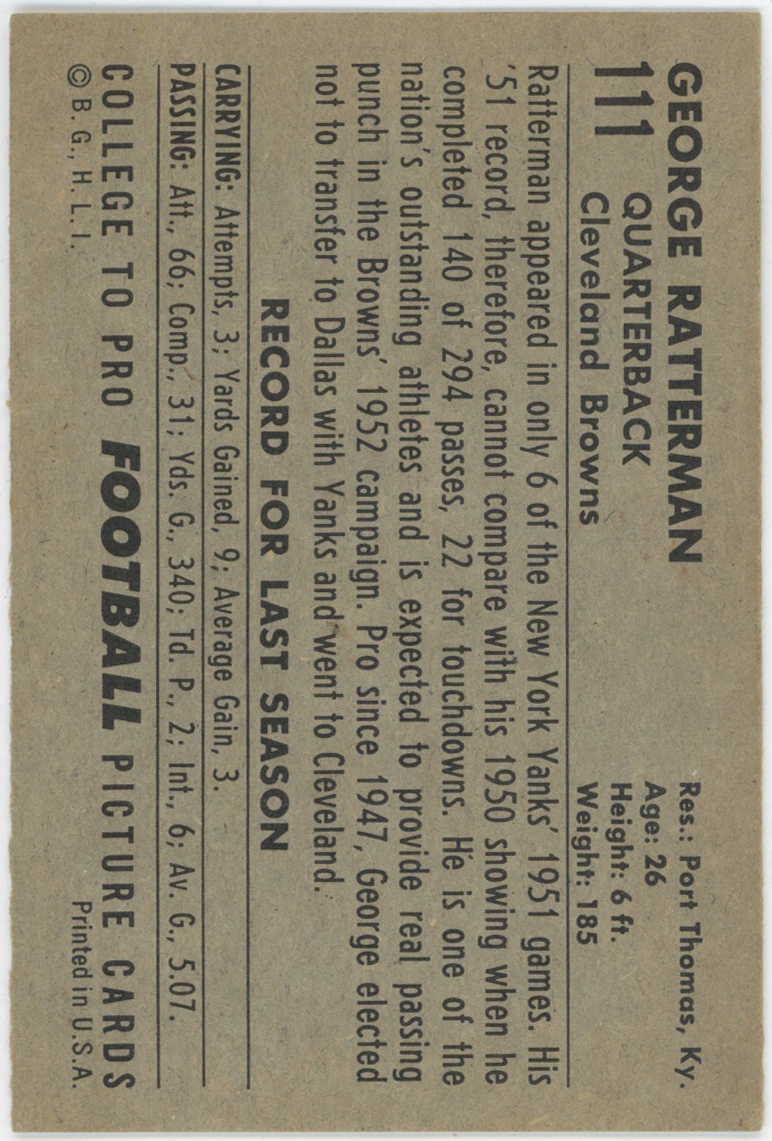 GEORGE RATTERMAN
111 QUARTERBACK
Cleveland Browns
Res.: Port Thomas, Ky.
Age: 26
Height: 6 ft.
Weight: 185
Ratterman appeared in only 6 of the New York Yanks' 1951 games. His
'51 record, therefore, cannot compare with his 1950 showing when he
completed 140 of 294 passes, 22 for touchdowns. He is one of the
nation's outstanding athletes and is expected to provide real passing
punch in the Browns' 1952 campaign. Pro since 1947, George elected
not to transfer to Dallas with Yanks and went to Cleveland.
RECORD FOR LAST SEASON
CARRYING: Attempts, 3; Yards Gained, 9; Average Gain, 3.
PASSING: Att., 66; Comp., 31; Yds. G., 340; Td. P., 2; Int., 6; Av. G., 5.07.
COLLEGE TO PRO FOOTBALL PICTURE CARDS
© B. G., H. L. I.
Printed in U.S.A.